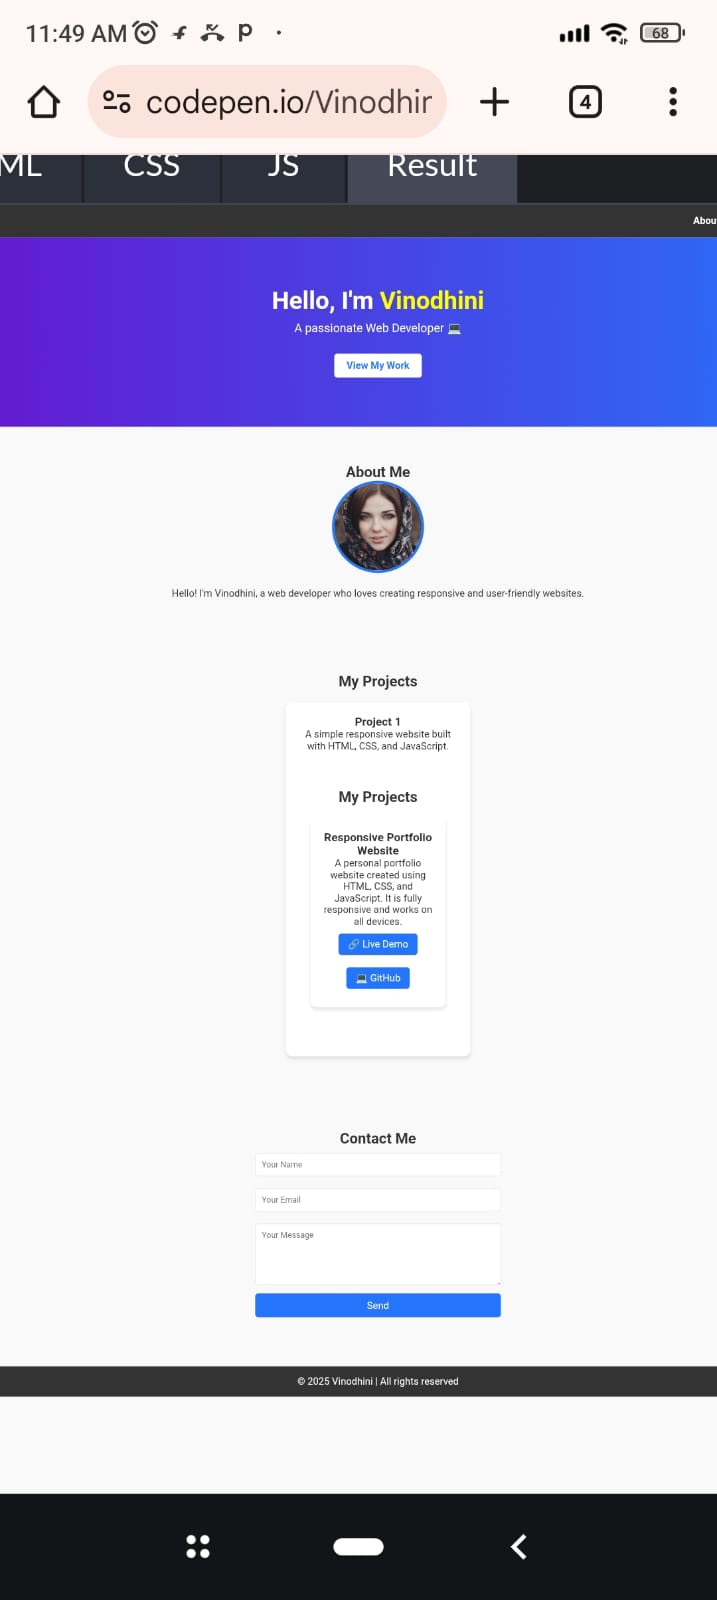 11:49 AM
68
codepen.io/Vinodhir
4
ML CSS JS Result
Abou
Hello, I'm Vinodhini
A passionate Web Developer 💻
View My Work
About Me
Hello! I'm Vinodhini, a web developer who loves creating responsive and user-friendly websites.
My Projects
Project 1
A simple responsive website built
with HTML, CSS, and JavaScript.
My Projects
Responsive Portfolio
Website
A personal portfolio
website created using
HTML, CSS, and
JavaScript. It is fully
responsive and works on
all devices.
🔗 Live Demo
💻 GitHub
Contact Me
Your Name
Your Email
Your Message
Send
© 2025 Vinodhini | All rights reserved